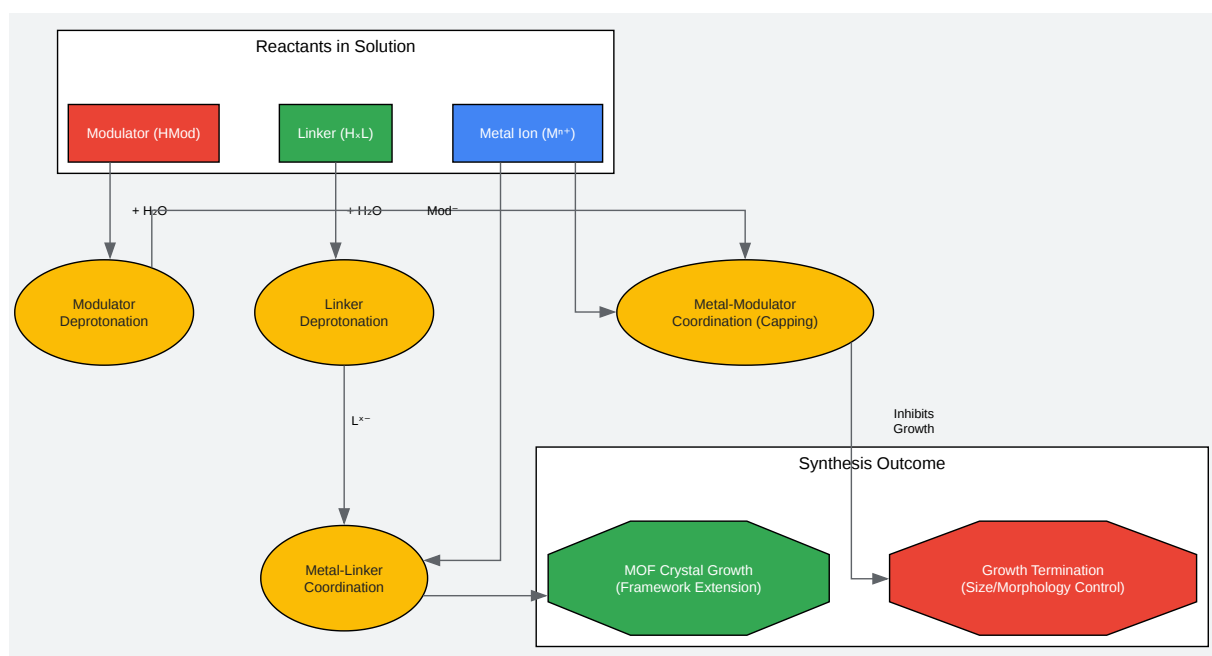 Reactants in Solution
Modulator (HMod)
Linker (HₓL)
Metal Ion (Mⁿ⁺)
+ H₂O
+ H₂O
Mod⁻
Modulator
Deprotonation
Linker
Deprotonation
Metal-Modulator
Coordination (Capping)
Lˣ⁻
Inhibits
Growth
Synthesis Outcome
Metal-Linker
Coordination
MOF Crystal Growth
(Framework Extension)
Growth Termination
(Size/Morphology Control)